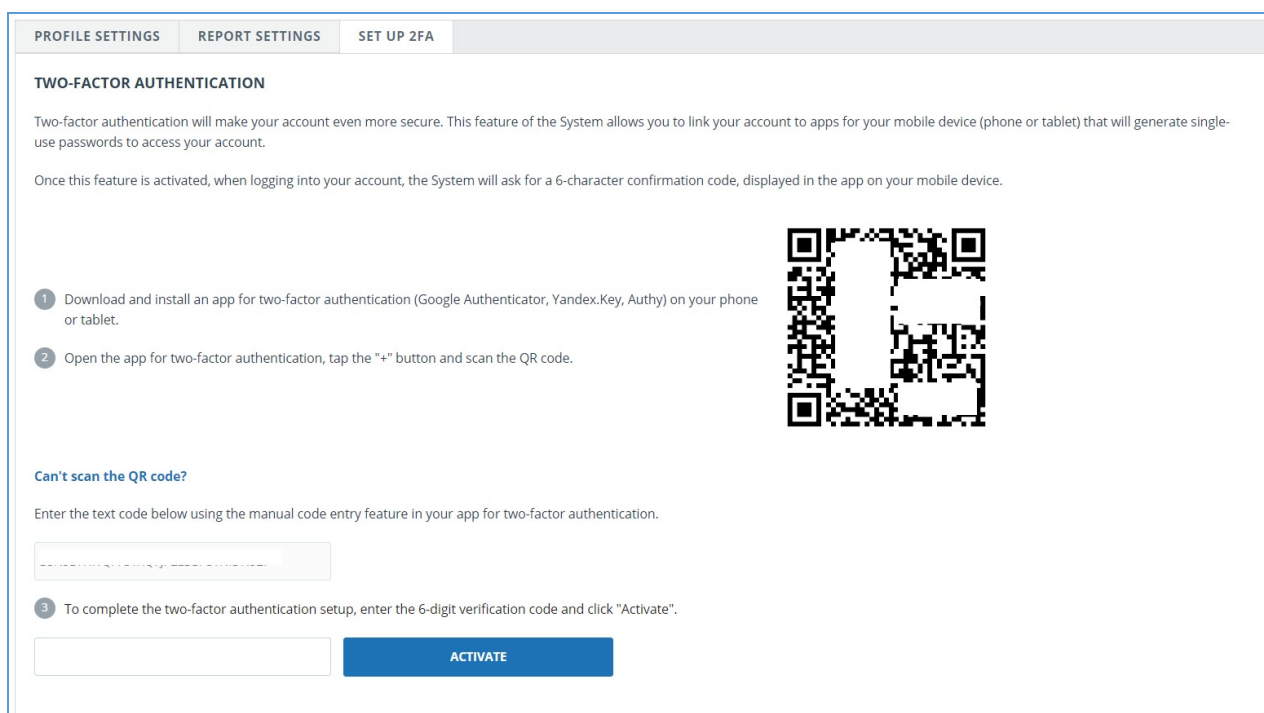 PROFILE SETTINGS
REPORT SETTINGS
SET UP 2FA
TWO-FACTOR AUTHENTICATION
Two-factor authentication will make your account even more secure. This feature of the System allows you to link your account to apps for your mobile device (phone or tablet) that will generate single-
use passwords to access your account.
Once this feature is activated, when logging into your account, the System will ask for a 6-character confirmation code, displayed in the app on your mobile device.
1 Download and install an app for two-factor authentication (Google Authenticator, Yandex.Key, Authy) on your phone
or tablet.
2 Open the app for two-factor authentication, tap the "+" button and scan the QR code.
Can't scan the QR code?
Enter the text code below using the manual code entry feature in your app for two-factor authentication.
3 To complete the two-factor authentication setup, enter the 6-digit verification code and click "Activate".
ACTIVATE